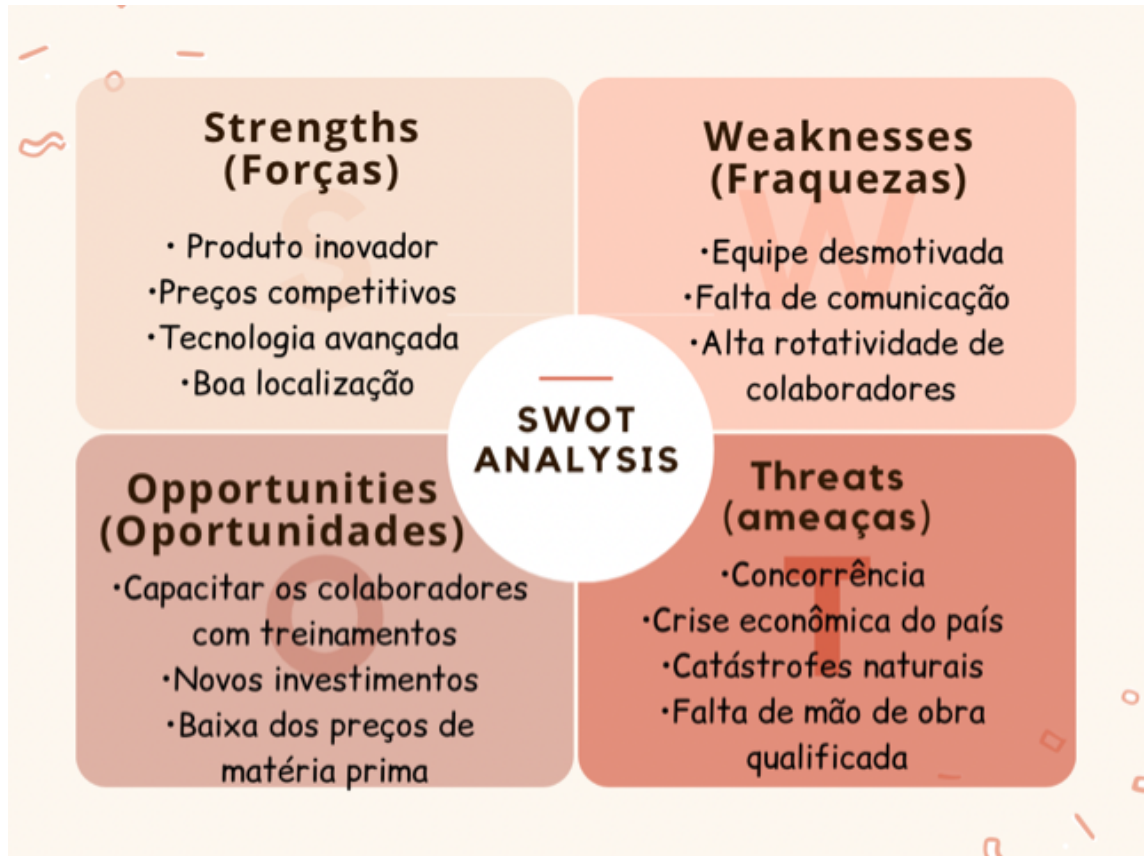 Strengths
(Forças)
• Produto inovador
•Preços competitivos
•Tecnologia avançada
•Boa localização
Weaknesses
(Fraquezas)
•Equipe desmotivada
•Falta de comunicação
•Alta rotatividade de
colaboradores
SWOT
ANALYSIS
Opportunities
(Oportunidades)
•Capacitar os colaboradores
com treinamentos
•Novos investimentos
•Baixa dos preços de
matéria prima
Threats
(ameaças)
•Concorrência
•Crise econômica do país
•Catástrofes naturais
•Falta de mão de obra
qualificada
S
W
O
T